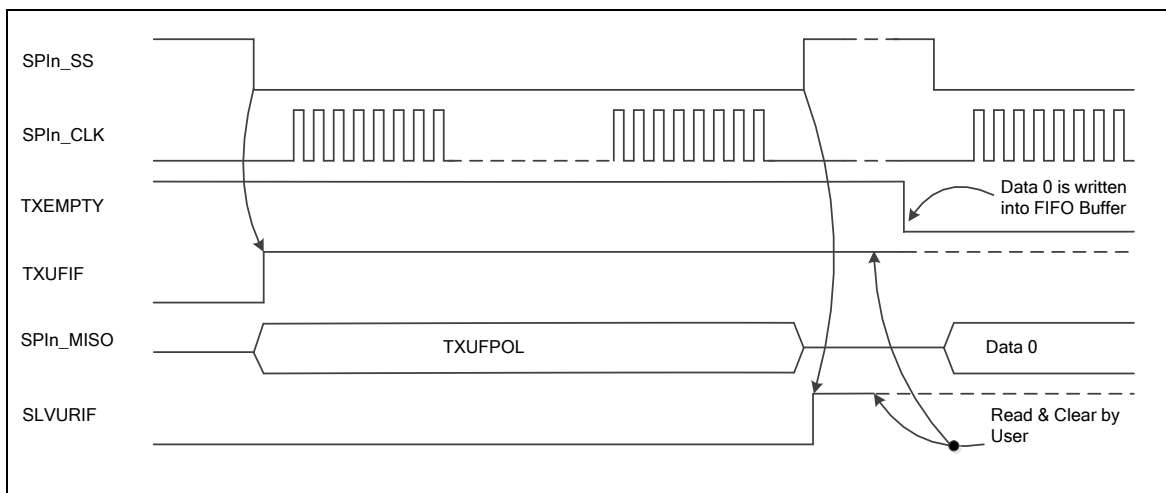 SPIn_SS
SPIn_CLK
TXEMPTY
Data 0 is written
into FIFO Buffer
TXUFIF
SPIn_MISO
TXUFPOL
Data 0
SLVURIF
Read & Clear by
User